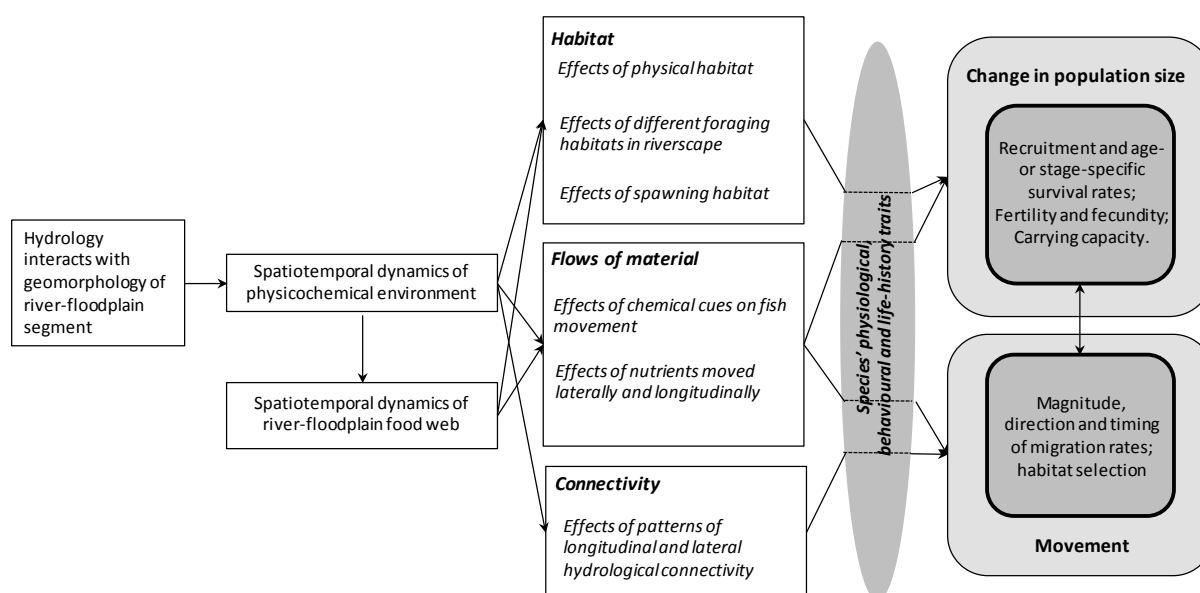 Hydrology
interacts with
geomorphology of
river-floodplain
segment
Spatiotemporal dynamics of
physicochemical environment
Spatiotemporal dynamics of
river-floodplain food web
Habitat
Effects of physical habitat
Effects of different foraging
habitats in riverscape
Effects of spawning habitat
Flows of material
Effects of chemical cues on fish
movement
Effects of nutrients moved
laterally and longitudinally
Connectivity
Effects of patterns of
longitudinal and lateral
hydrological connectivity
Species’ physiological,
behavioural and life-history traits
Change in population size
Recruitment and age-
or stage-specific
survival rates;
Fertility and fecundity;
Carrying capacity.
Magnitude,
direction and timing
of migration rates;
habitat selection
Movement